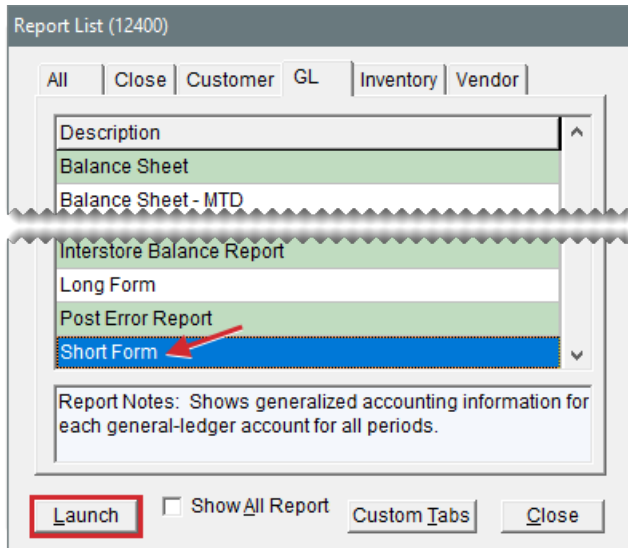 Report List (12400)
All Close Customer GL Inventory Vendor
Description
Balance Sheet
Balance Sheet - MTD
Interstore Balance Report
Long Form
Post Error Report
Short Form
Report Notes: Shows generalized accounting information for
each general-ledger account for all periods.
Launch Show All Report Custom Tabs Close